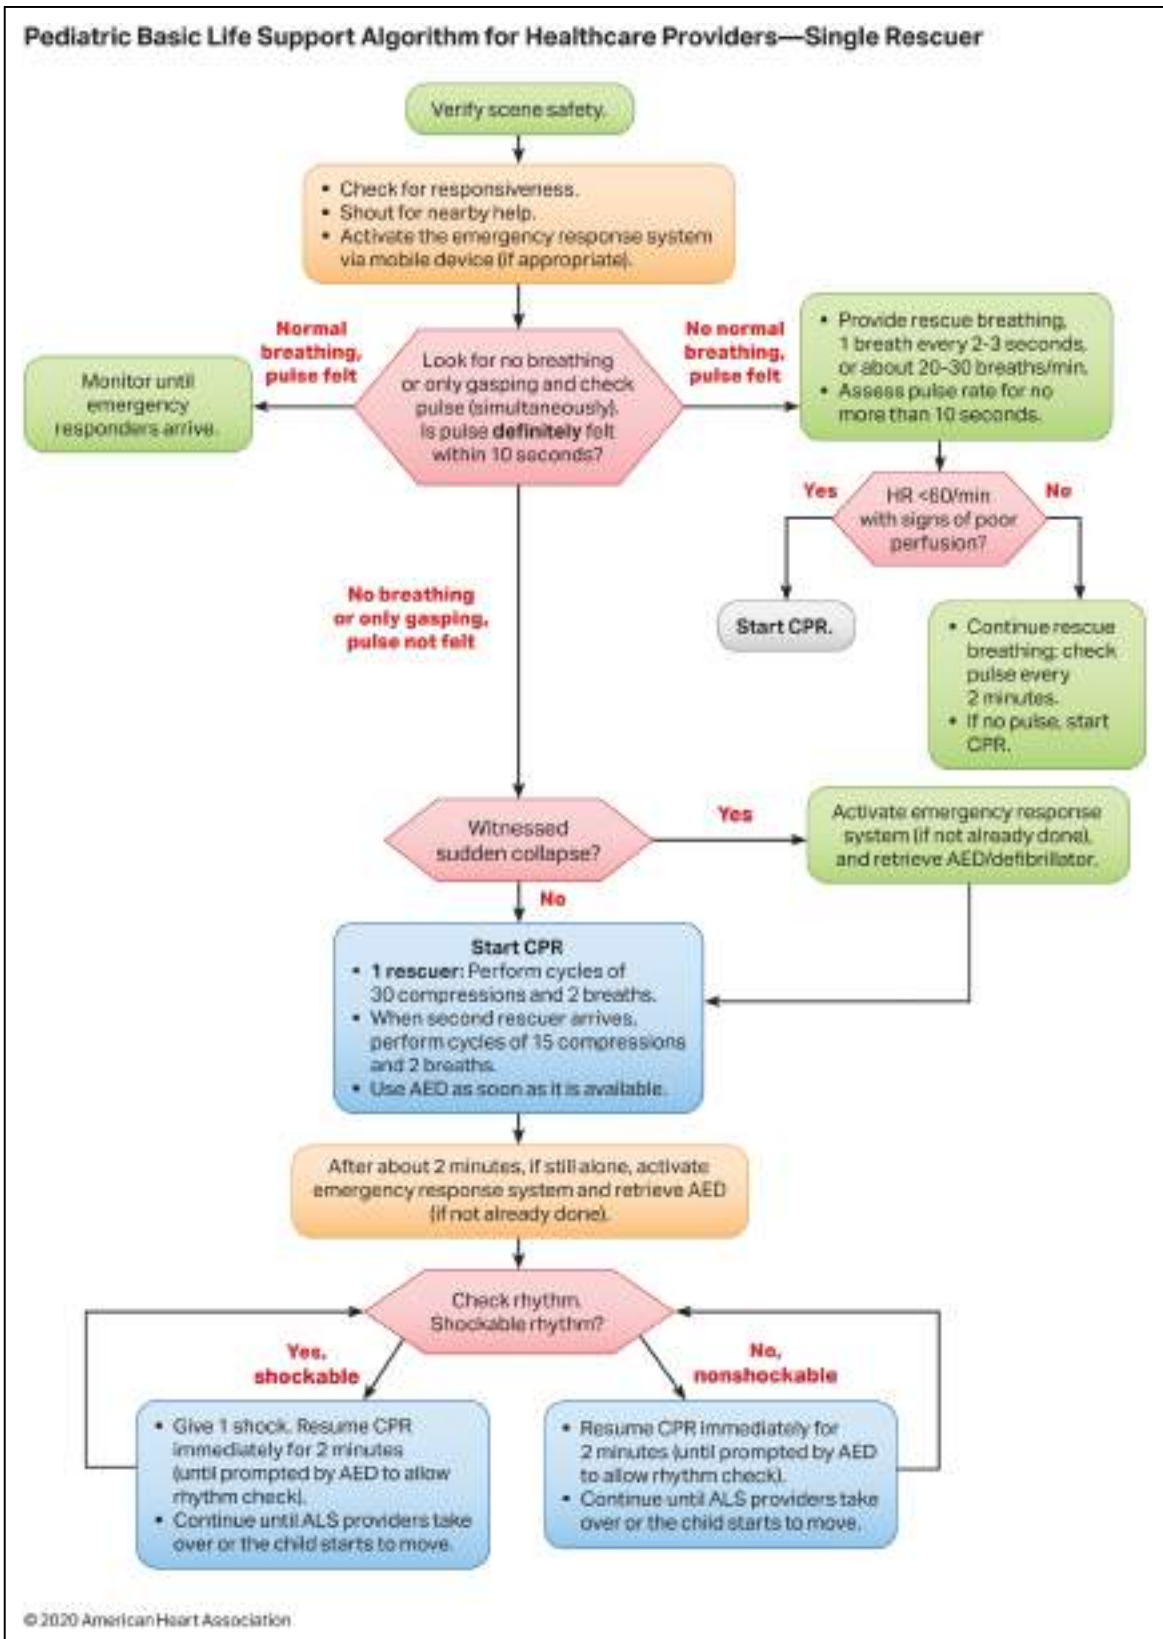 Pediatric Basic Life Support Algorithm for Healthcare Providers—Single Rescuer
Verify scene safety.
• Check for responsiveness.
• Shout for nearby help.
• Activate the emergency response system
via mobile device (if appropriate).
Normal
breathing,
pulse felt
Look for no breathing
or only gasping and check
pulse (simultaneously).
Is pulse definitely felt
within 10 seconds?
Monitor until
emergency
responders arrive.
No normal
breathing,
pulse felt
• Provide rescue breathing,
1 breath every 2-3 seconds,
or about 20-30 breaths/min.
• Assess pulse rate for no
more than 10 seconds.
Yes
HR <60/min
with signs of poor
perfusion?
No
Start CPR.
• Continue rescue
breathing; check
pulse every
2 minutes.
• If no pulse, start
CPR.
No breathing
or only gasping,
pulse not felt
Witnessed
sudden collapse?
Yes
Activate emergency response
system (if not already done),
and retrieve AED/defibrillator.
No
Start CPR
• 1 rescuer: Perform cycles of
30 compressions and 2 breaths.
• When second rescuer arrives,
perform cycles of 15 compressions
and 2 breaths.
• Use AED as soon as it is available.
After about 2 minutes, if still alone, activate
emergency response system and retrieve AED
(if not already done).
Check rhythm.
Shockable rhythm?
Yes,
shockable
No,
nonshockable
• Give 1 shock. Resume CPR
immediately for 2 minutes
(until prompted by AED to allow
rhythm check).
• Continue until ALS providers take
over or the child starts to move.
• Resume CPR immediately for
2 minutes (until prompted by AED
to allow rhythm check).
• Continue until ALS providers take
over or the child starts to move.
© 2020 American Heart Association